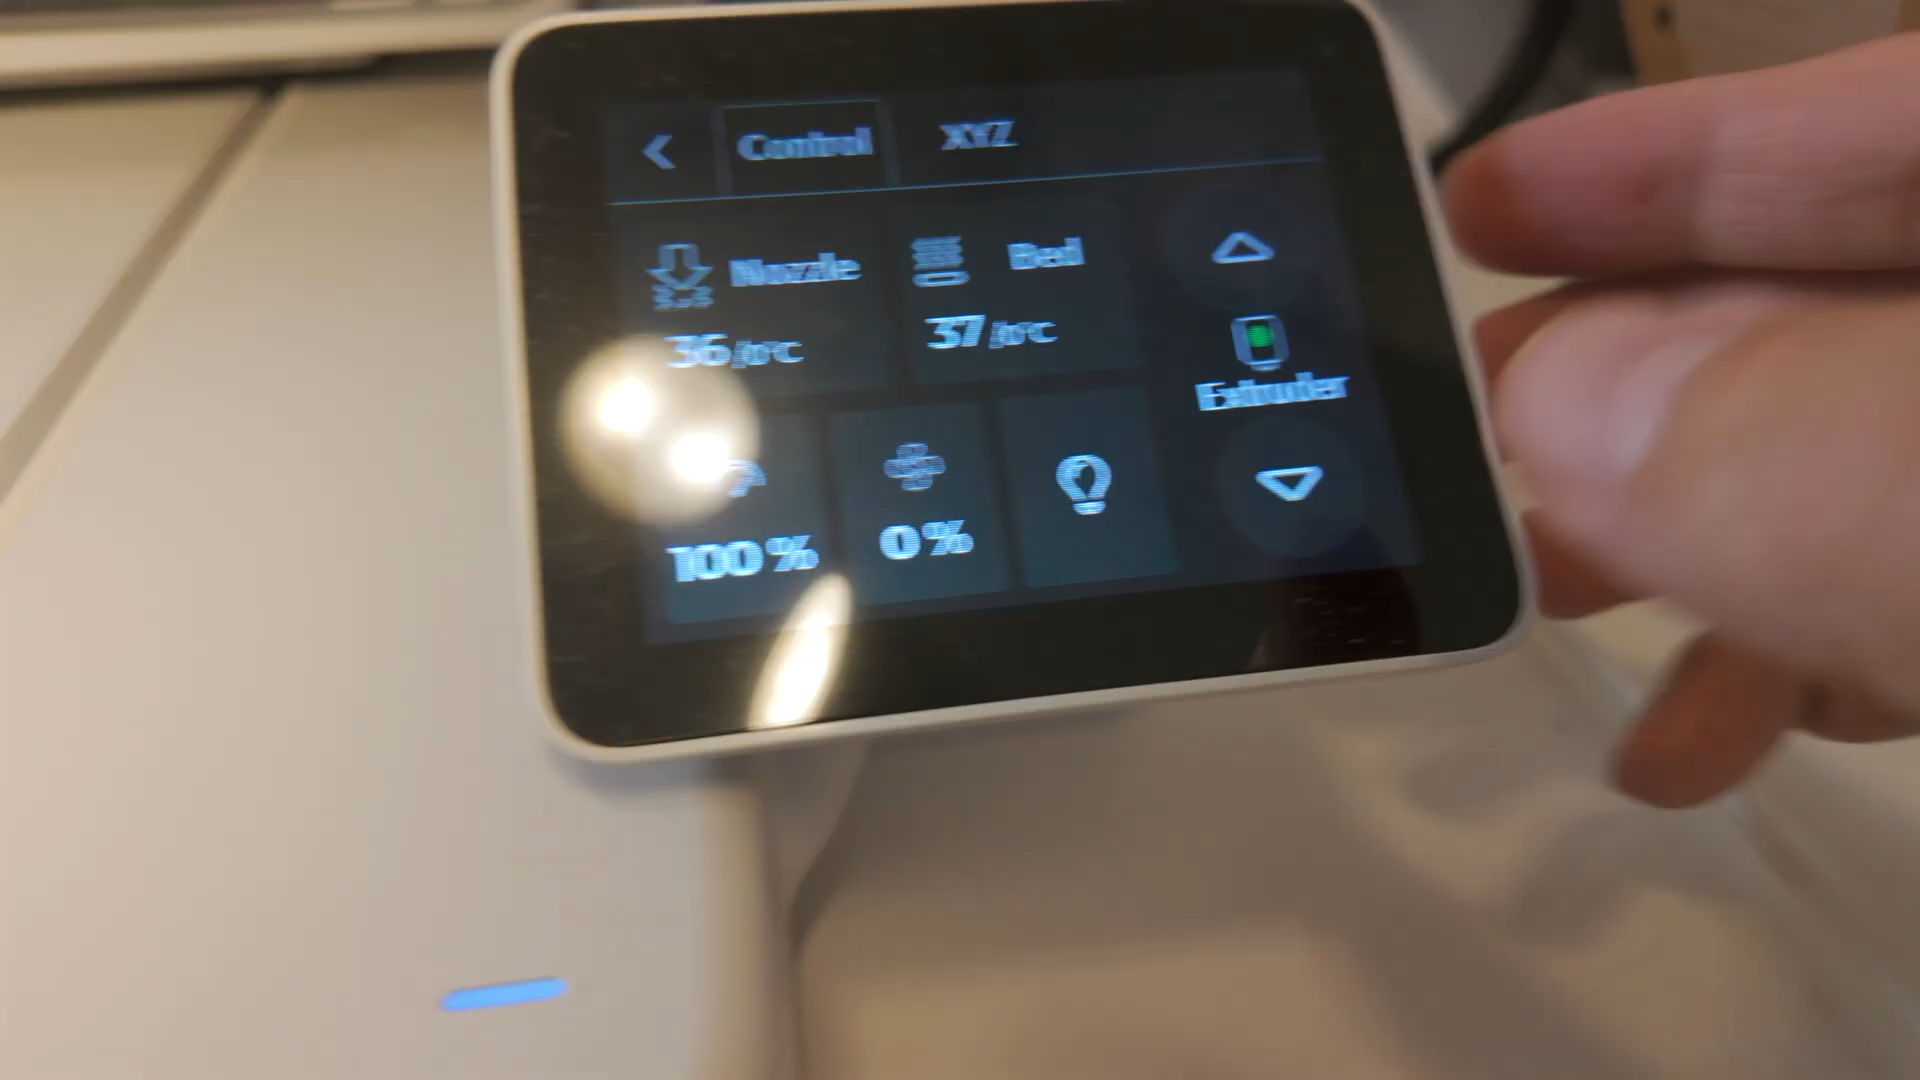 Control XYZ
Nozzle Bed
36/0°C 37/0°C
Extruder
100% 0%